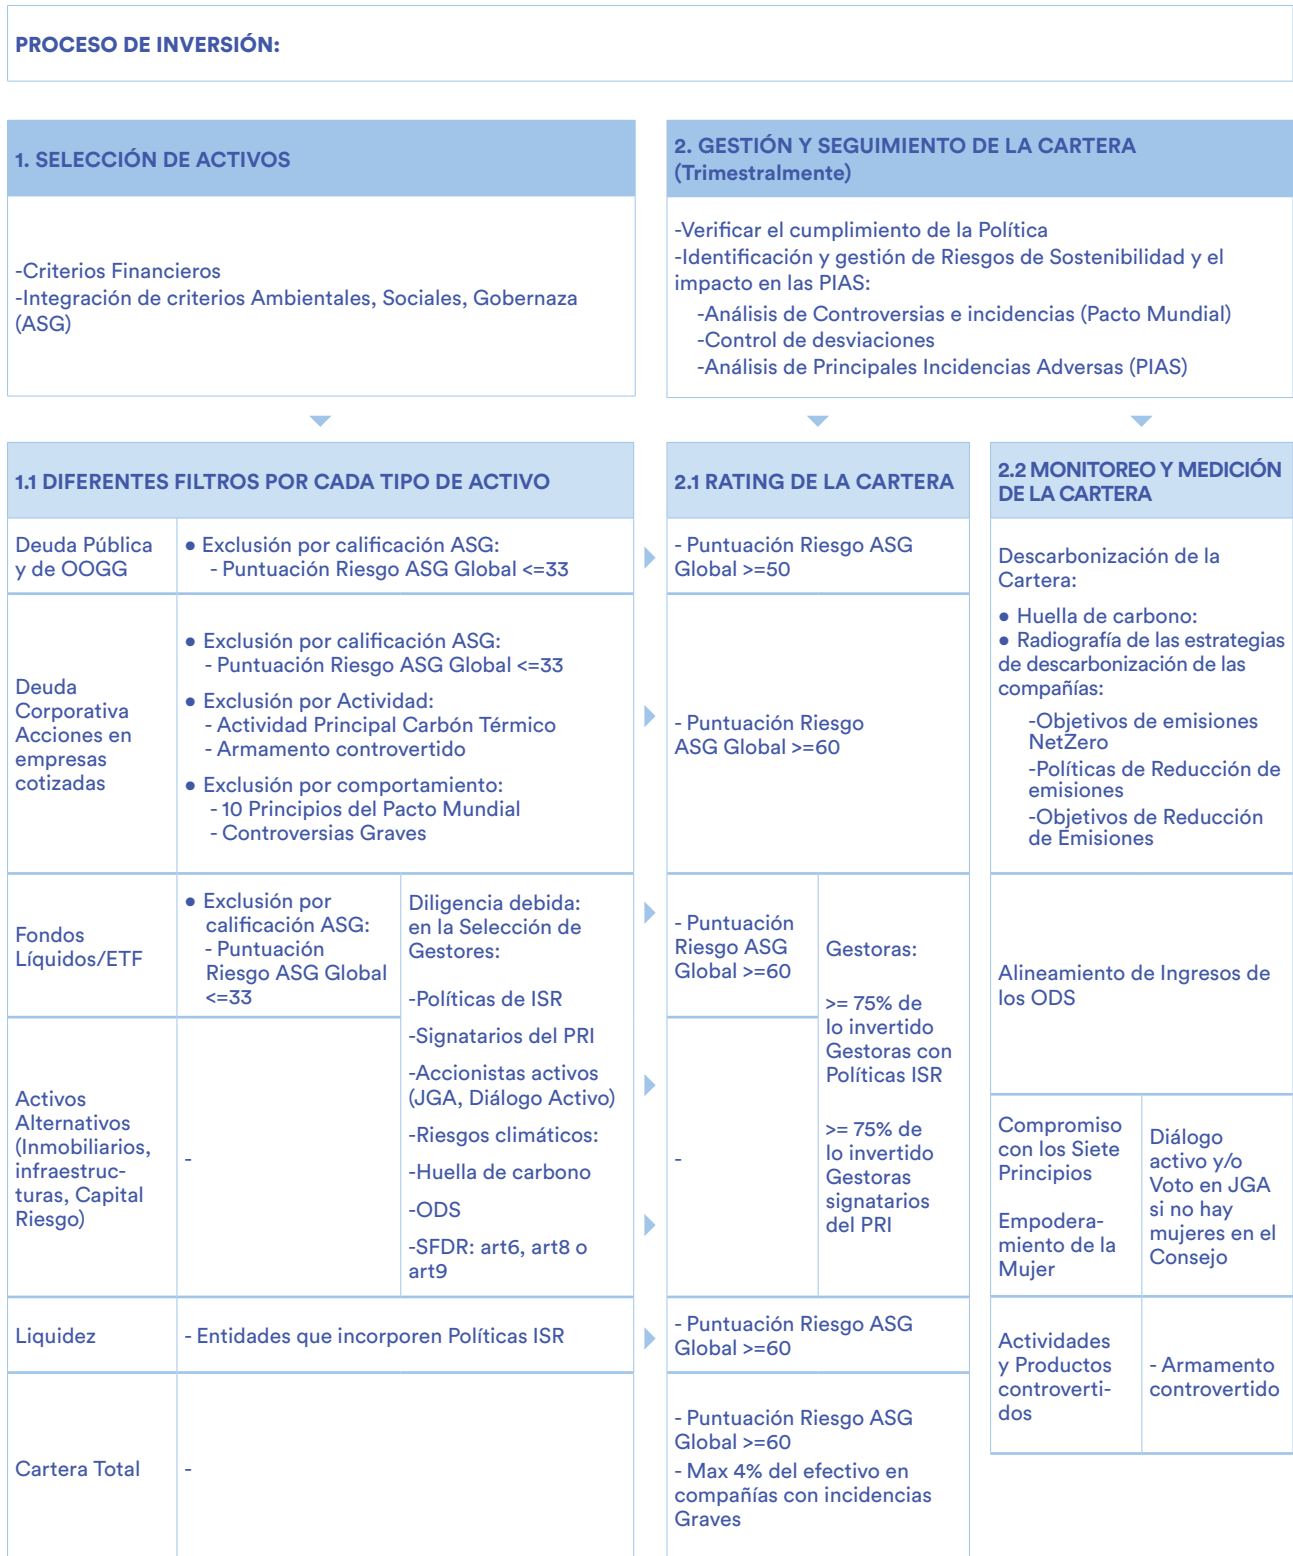 PROCESO DE INVERSIÓN:
1. SELECCIÓN DE ACTIVOS
-Criterios Financieros
-Integración de criterios Ambientales, Sociales, Gobernaza
(ASG)
2. GESTIÓN Y SEGUIMIENTO DE LA CARTERA
(Trimestralmente)
-Verificar el cumplimiento de la Política
-Identificación y gestión de Riesgos de Sostenibilidad y el
impacto en las PIAS:
-Análisis de Controversias e incidencias (Pacto Mundial)
-Control de desviaciones
-Análisis de Principales Incidencias Adversas (PIAS)
1.1 DIFERENTES FILTROS POR CADA TIPO DE ACTIVO
Deuda Pública
y de OOGG
● Exclusión por calificación ASG:
- Puntuación Riesgo ASG Global <=33
Deuda
Corporativa
Acciones en
empresas
cotizadas
● Exclusión por calificación ASG:
- Puntuación Riesgo ASG Global <=33
● Exclusión por Actividad:
- Actividad Principal Carbón Térmico
- Armamento controvertido
● Exclusión por comportamiento:
- 10 Principios del Pacto Mundial
- Controversias Graves
Fondos
Líquidos/ETF
● Exclusión por
calificación ASG:
- Puntuación
Riesgo ASG Global
<=33
Diligencia debida:
en la Selección de
Gestores:
-Políticas de ISR
-Signatarios del PRI
-Accionistas activos
(JGA, Diálogo Activo)
-Riesgos climáticos:
-Huella de carbono
-ODS
-SFDR: art6, art8 o
art9
Activos
Alternativos
(Inmobiliarios,
infraestruc-
turas, Capital
Riesgo)
-
Liquidez
- Entidades que incorporen Políticas ISR
Cartera Total
-
2.1 RATING DE LA CARTERA
- Puntuación Riesgo ASG
Global >=50
- Puntuación Riesgo
ASG Global >=60
- Puntuación
Riesgo ASG
Global >=60
Gestoras:
>= 75% de
lo invertido
Gestoras con
Políticas ISR
>= 75% de
lo invertido
Gestoras
signatarios
del PRI
-
- Puntuación Riesgo ASG
Global >=60
- Puntuación Riesgo ASG
Global >=60
- Max 4% del efectivo en
compañías con incidencias
Graves
2.2 MONITOREO Y MEDICIÓN
DE LA CARTERA
Descarbonización de la
Cartera:
● Huella de carbono:
● Radiografía de las estrategias
de descarbonización de las
compañías:
-Objetivos de emisiones
NetZero
-Políticas de Reducción de
emisiones
-Objetivos de Reducción
de Emisiones
Alineamiento de Ingresos de
los ODS
Compromiso
con los Siete
Principios
Empodera-
miento de la
Mujer
Diálogo
activo y/o
Voto en JGA
si no hay
mujeres en el
Consejo
Actividades
y Productos
controverti-
dos
- Armamento
controvertido